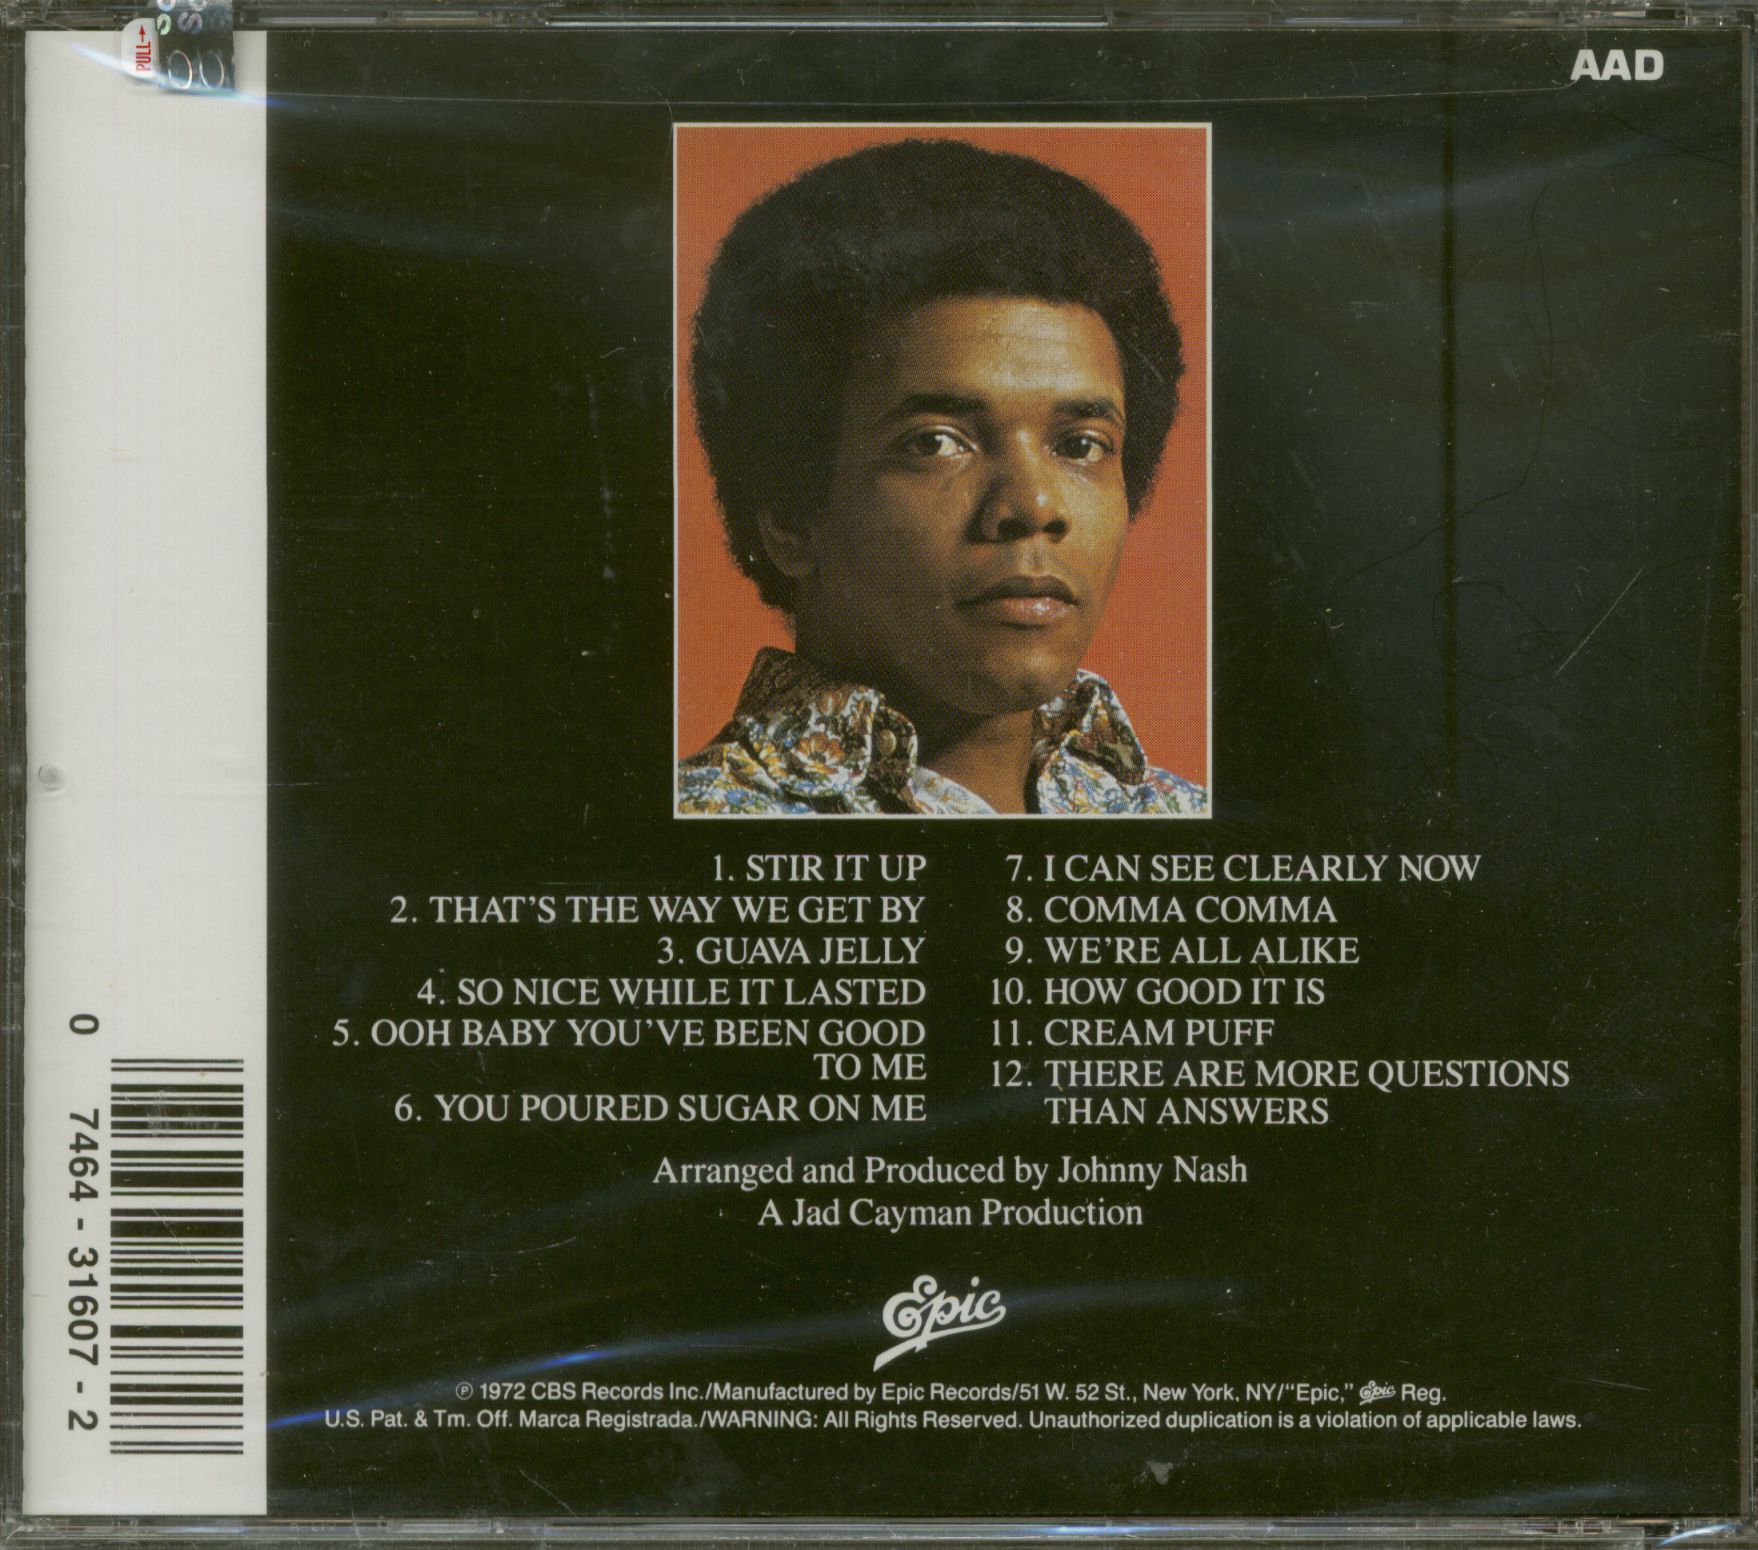 PULL
AAD
1. STIR IT UP
2. THAT'S THE WAY WE GET BY
3. GUAVA JELLY
4. SO NICE WHILE IT LASTED
5. OOH BABY YOU'VE BEEN GOOD
TO ME
6. YOU POURED SUGAR ON ME
7. I CAN SEE CLEARLY NOW
8. COMMA COMMA
9. WE'RE ALL ALIKE
10. HOW GOOD IT IS
11. CREAM PUFF
12. THERE ARE MORE QUESTIONS
THAN ANSWERS
Arranged and Produced by Johnny Nash
A Jad Cayman Production
Epic
℗ 1972 CBS Records Inc./Manufactured by Epic Records/51 W. 52 St., New York, NY/“Epic,” Epic Reg.
U.S. Pat. & Tm. Off. Marca Registrada./WARNING: All Rights Reserved. Unauthorized duplication is a violation of applicable laws.
0 7464-31607-2